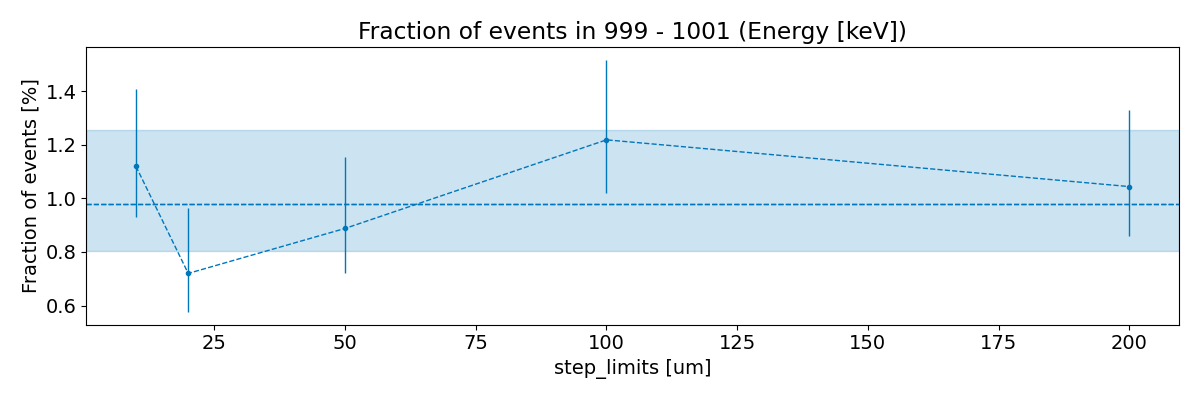 Fraction of events in 999 - 1001 (Energy [keV])
Fraction of events [%]
1.4
1.2
1.0
0.8
0.6
25 50 75 100 125 150 175 200
step_limits [um]